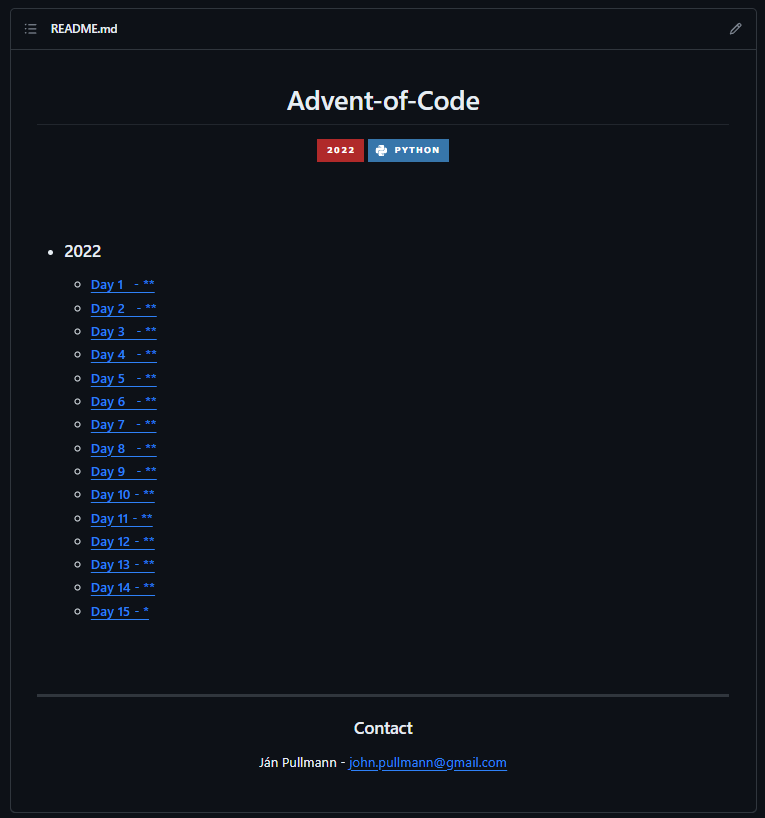 README.md
Advent-of-Code
2022 PYTHON
2022
Day 1 - **
Day 2 - **
Day 3 - **
Day 4 - **
Day 5 - **
Day 6 - **
Day 7 - **
Day 8 - **
Day 9 - **
Day 10 - **
Day 11 - **
Day 12 - **
Day 13 - **
Day 14 - **
Day 15 - *
Contact
Ján Pullmann - john.pullmann@gmail.com